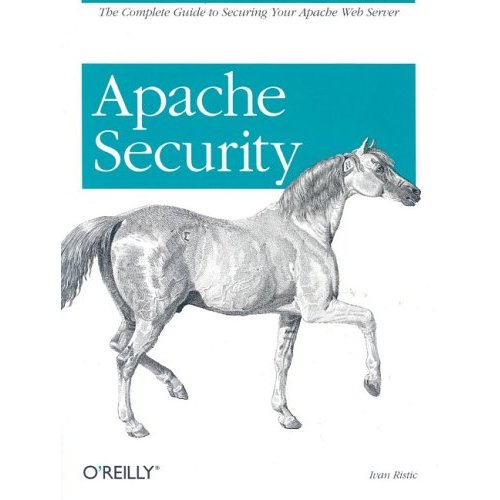 The Complete Guide to Securing Your Apache Web Server
Apache
Security
O'REILLY®
Ivan Ristic